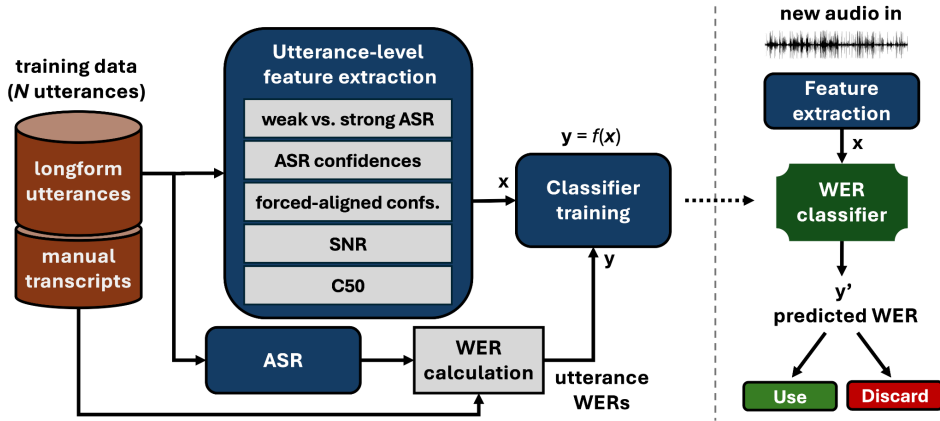 training data
(N utterances)
longform
utterances
manual
transcripts
Utterance-level
feature extraction
weak vs. strong ASR
ASR confidences
forced-aligned confs.
SNR
C50
x
y = f(x)
Classifier
training
y
ASR
WER
calculation
utterance
WERs
new audio in
Feature
extraction
x
WER
classifier
y'
predicted WER
Use
Discard